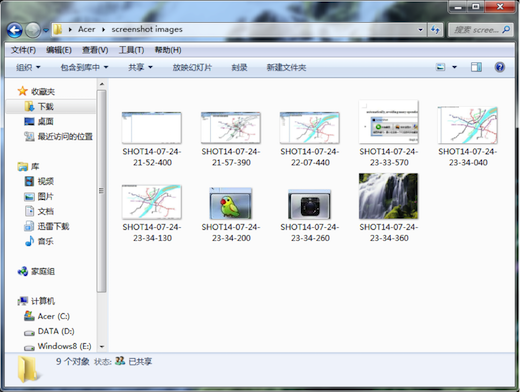 Acer ▸ screenshot images
搜索 scree...
文件(F) 编辑(E) 查看(V) 工具(T) 帮助(H)
组织 包含到库中 共享 放映幻灯片 刻录 新建文件夹
收藏夹
下载
桌面
最近访问的位置
库
视频
图片
文档
迅雷下载
音乐
家庭组
计算机
Acer (C:)
DATA (D:)
Windows8 (E:)
SHOT14-07-24-21-52-400
SHOT14-07-24-21-57-390
SHOT14-07-24-22-07-440
SHOT14-07-24-23-33-570
SHOT14-07-24-23-34-040
SHOT14-07-24-23-34-130
SHOT14-07-24-23-34-200
SHOT14-07-24-23-34-260
SHOT14-07-24-23-34-360
9 个对象 状态: 已共享